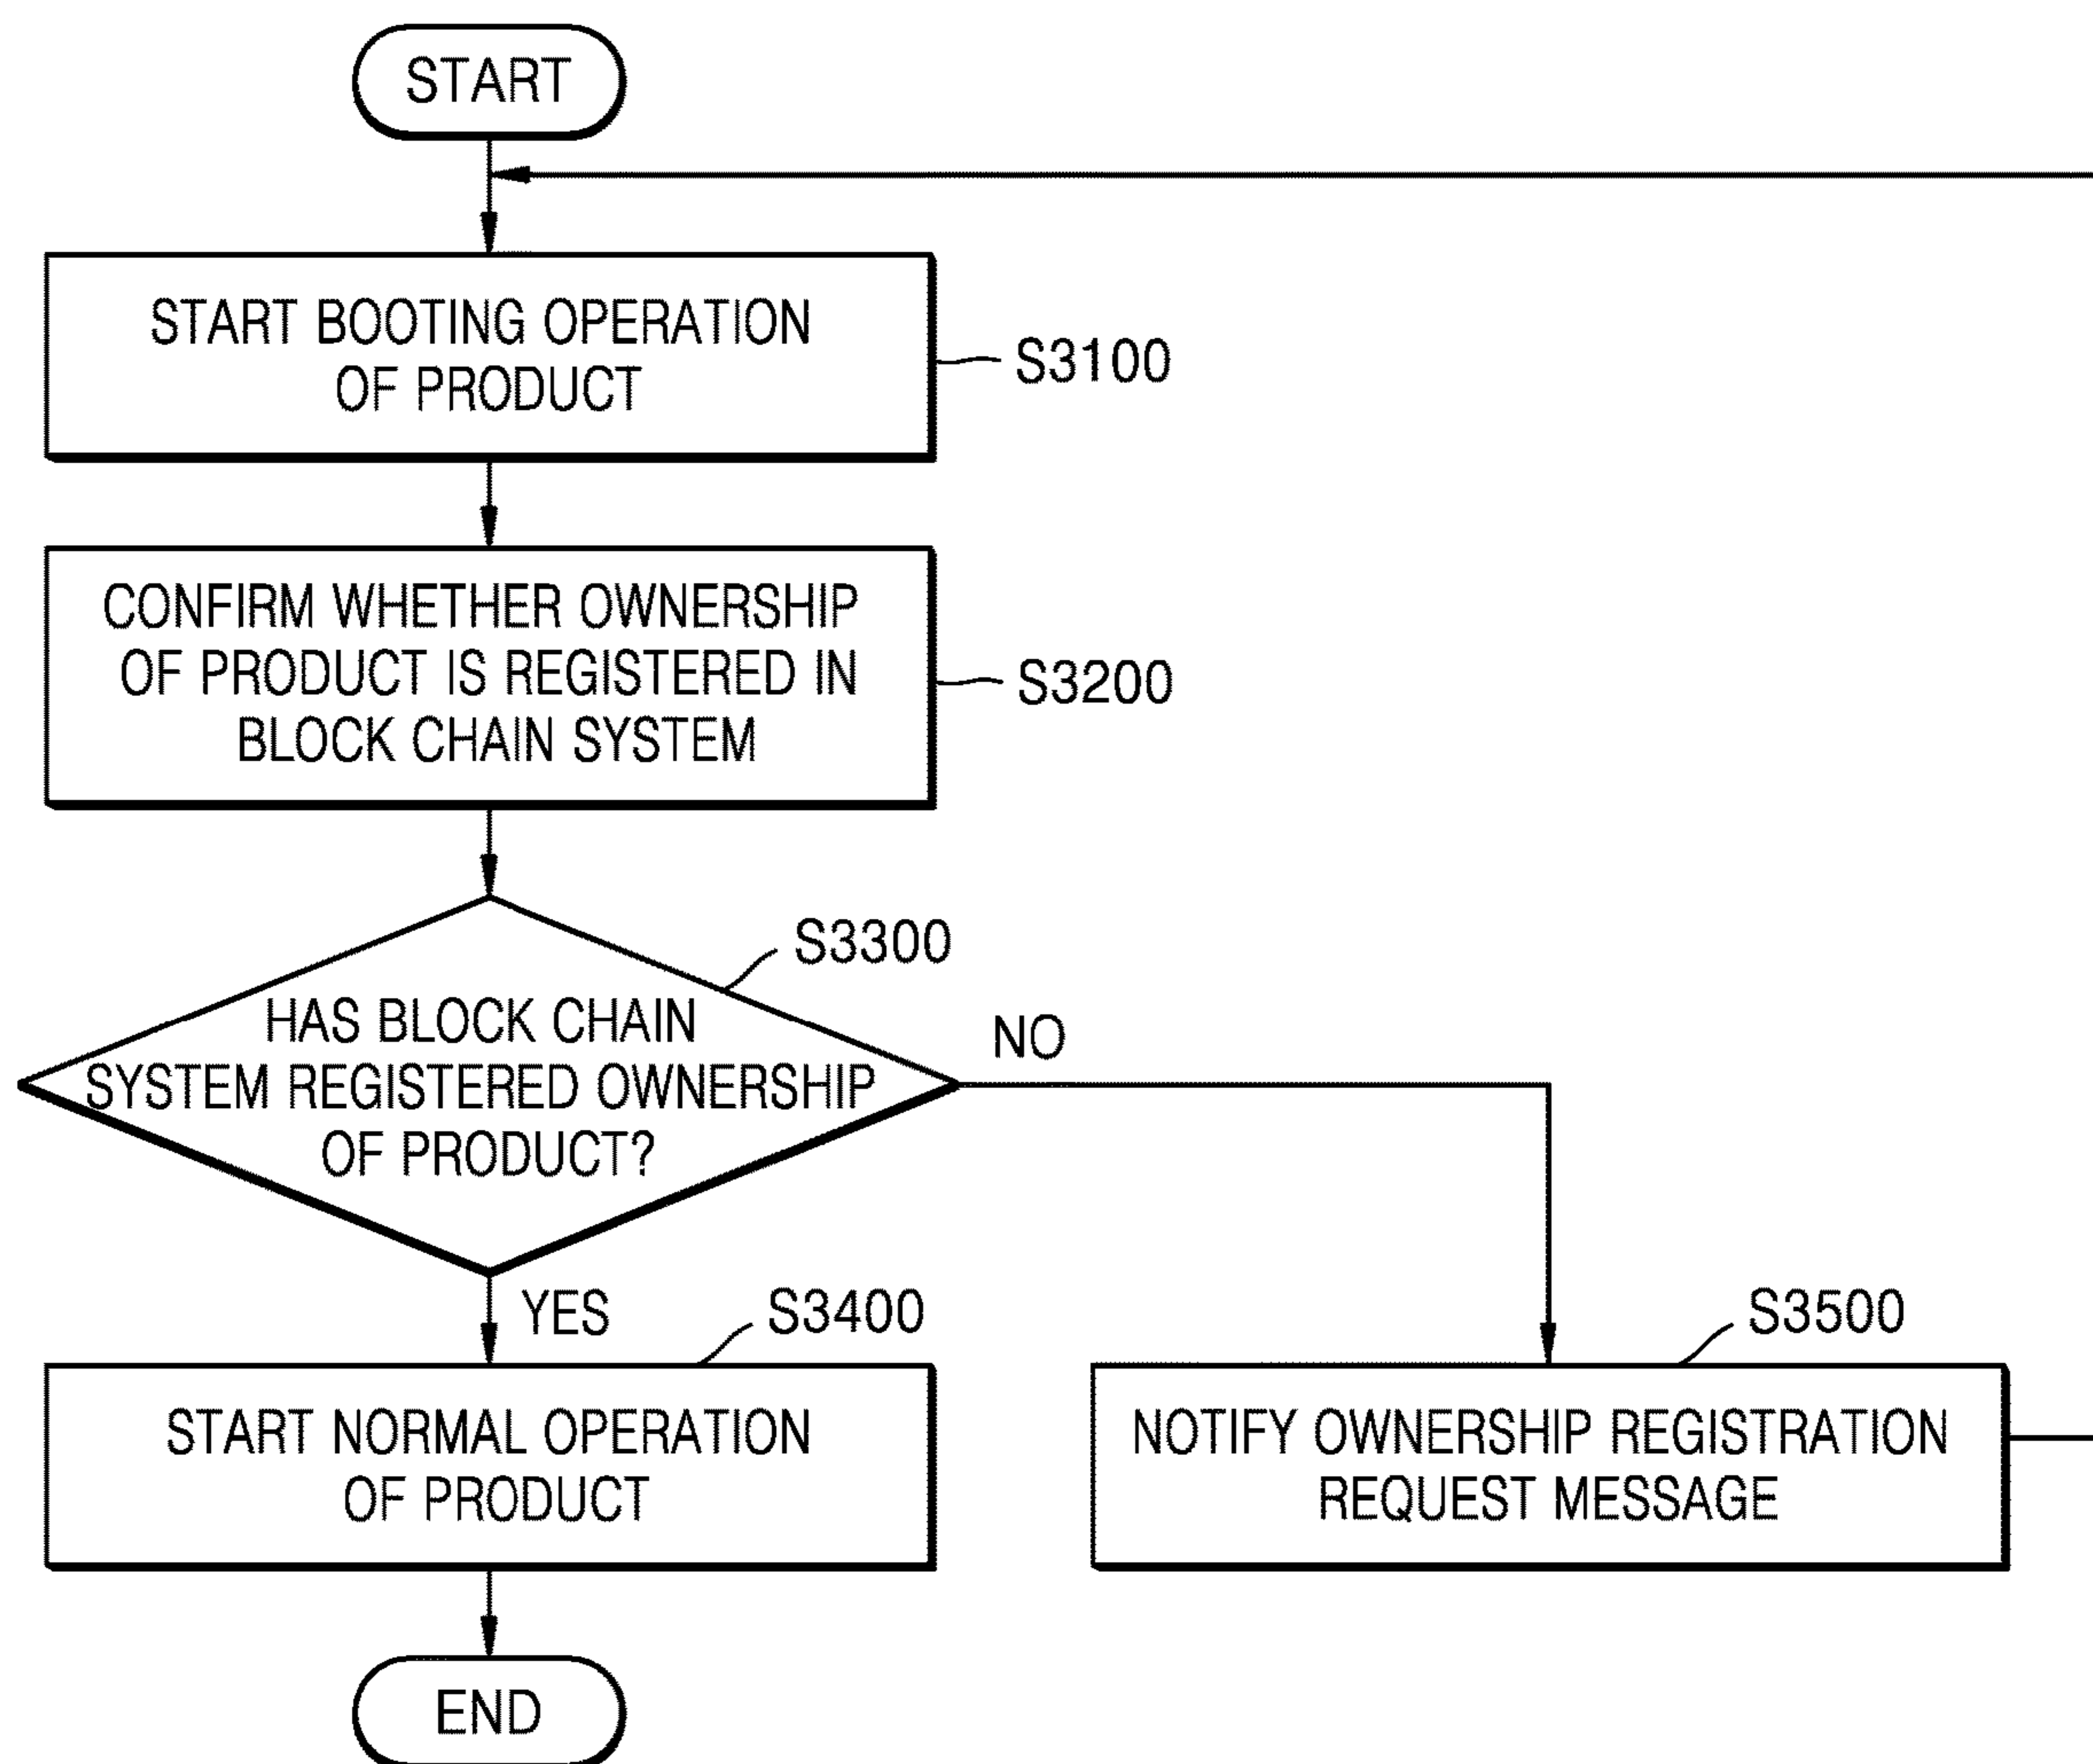 START
START BOOTING OPERATION
OF PRODUCT
S3100
CONFIRM WHETHER OWNERSHIP
OF PRODUCT IS REGISTERED IN
BLOCK CHAIN SYSTEM
S3200
S3300
HAS BLOCK CHAIN
SYSTEM REGISTERED OWNERSHIP
OF PRODUCT?
NO
YES
S3400
START NORMAL OPERATION
OF PRODUCT
S3500
NOTIFY OWNERSHIP REGISTRATION
REQUEST MESSAGE
END